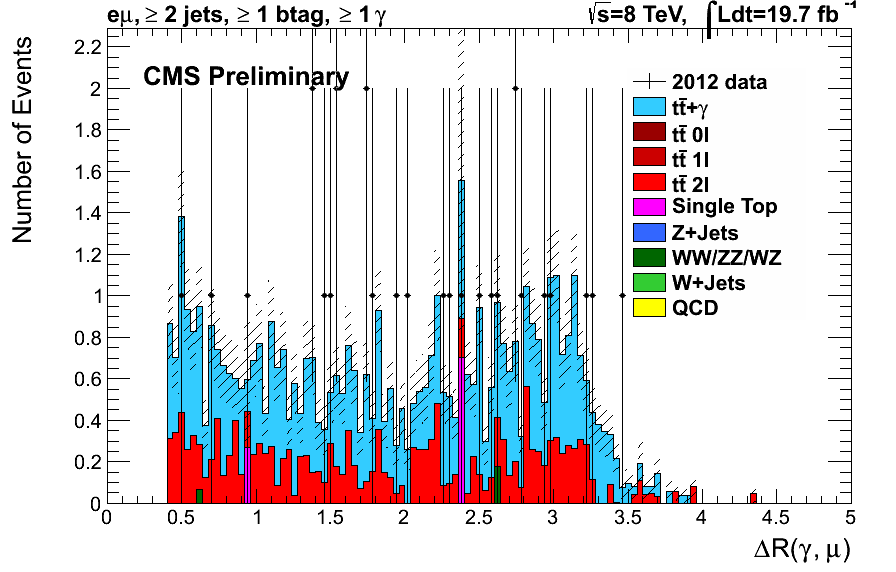 eμ, ≥ 2 jets, ≥ 1 btag, ≥ 1 γ √s=8 TeV, ∫Ldt=19.7 fb⁻¹
CMS Preliminary
2012 data
tt̄+γ
tt̄ 0l
tt̄ 1l
tt̄ 2l
Single Top
Z+Jets
WW/ZZ/WZ
W+Jets
QCD
Number of Events
2.2
2
1.8
1.6
1.4
1.2
1
0.8
0.6
0.4
0.2
0
0 0.5 1 1.5 2 2.5 3 3.5 4 4.5 5
ΔR(γ, μ)